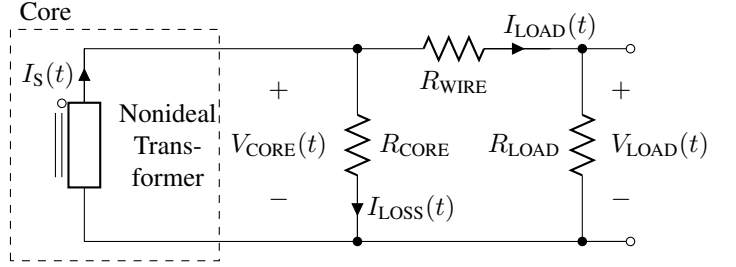 Core
I_LOAD(t)
I_S(t)
R_WIRE
+
+
Nonideal
Trans-
former
V_CORE(t)
R_CORE
R_LOAD
V_LOAD(t)
−
−
I_LOSS(t)